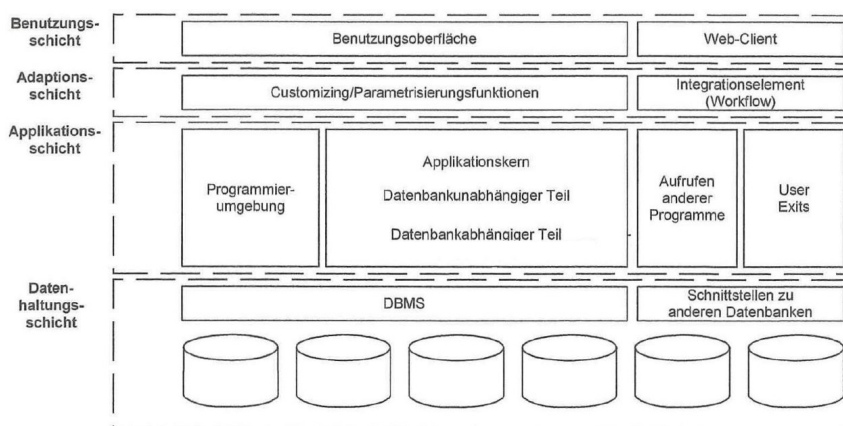 Benutzungs-
schicht
Benutzungsoberfläche
Web-Client
Adaptions-
schicht
Customizing/Parametrisierungsfunktionen
Integrationselement
(Workflow)
Applikations-
schicht
Programmier-
umgebung
Applikationskern
Datenbankunabhängiger Teil
Datenbankabhängiger Teil
Aufrufen
anderer
Programme
User
Exits
Daten-
haltungs-
schicht
DBMS
Schnittstellen zu
anderen Datenbanken